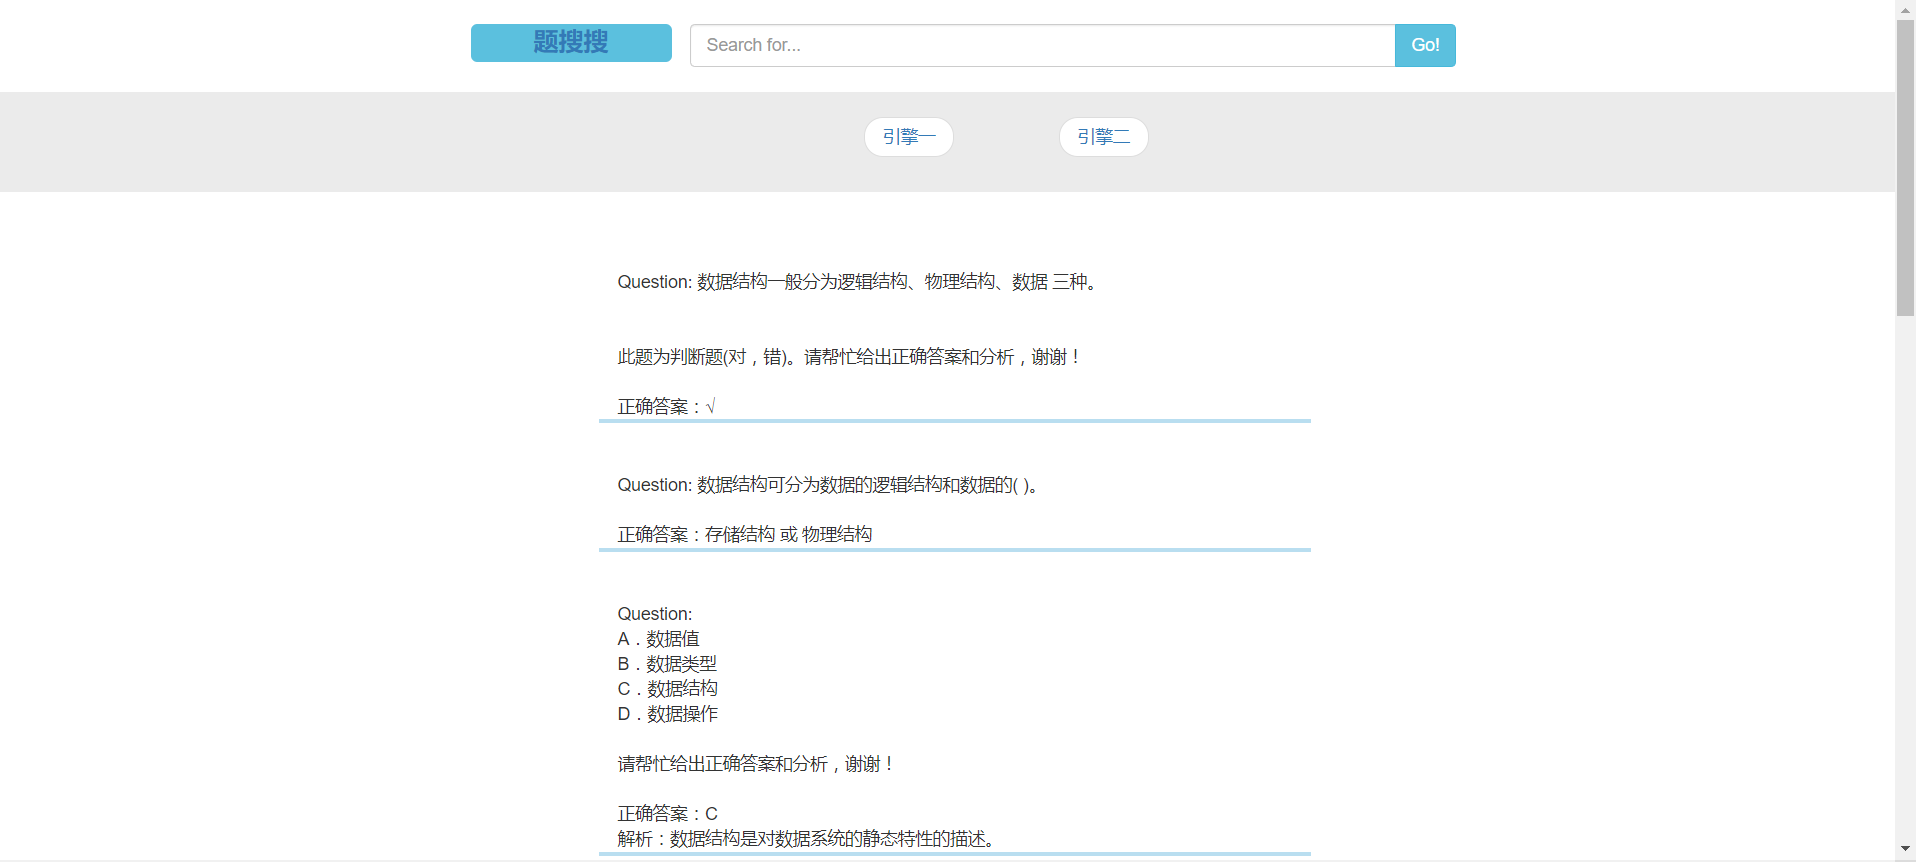 题搜搜
Search for...
Go!
引擎一
引擎二
Question: 数据结构一般分为逻辑结构、物理结构、数据 三种。
此题为判断题(对，错)。请帮忙给出正确答案和分析，谢谢！
正确答案：√
Question: 数据结构可分为数据的逻辑结构和数据的( )。
正确答案：存储结构 或 物理结构
Question:
A．数据值
B．数据类型
C．数据结构
D．数据操作
请帮忙给出正确答案和分析，谢谢！
正确答案：C
解析：数据结构是对数据系统的静态特性的描述。